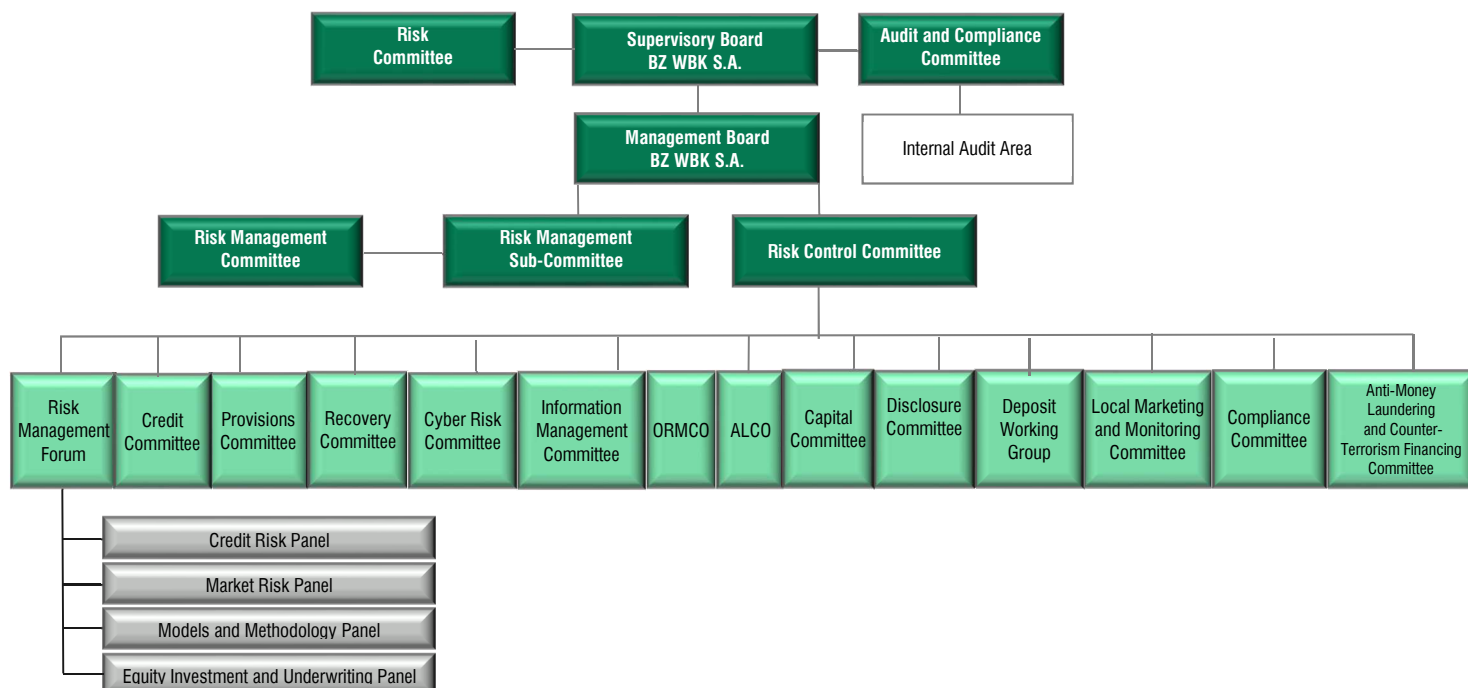 Risk
Committee
Supervisory Board
BZ WBK S.A.
Audit and Compliance
Committee
Management Board
BZ WBK S.A.
Internal Audit Area
Risk Management
Committee
Risk Management
Sub-Committee
Risk Control Committee
Risk
Management
Forum
Credit
Committee
Provisions
Committee
Recovery
Committee
Cyber Risk
Committee
Information
Management
Committee
ORMCO
ALCO
Capital
Committee
Disclosure
Committee
Deposit
Working
Group
Local Marketing
and Monitoring
Committee
Compliance
Committee
Anti-Money
Laundering
and Counter-
Terrorism Financing
Committee
Credit Risk Panel
Market Risk Panel
Models and Methodology Panel
Equity Investment and Underwriting Panel